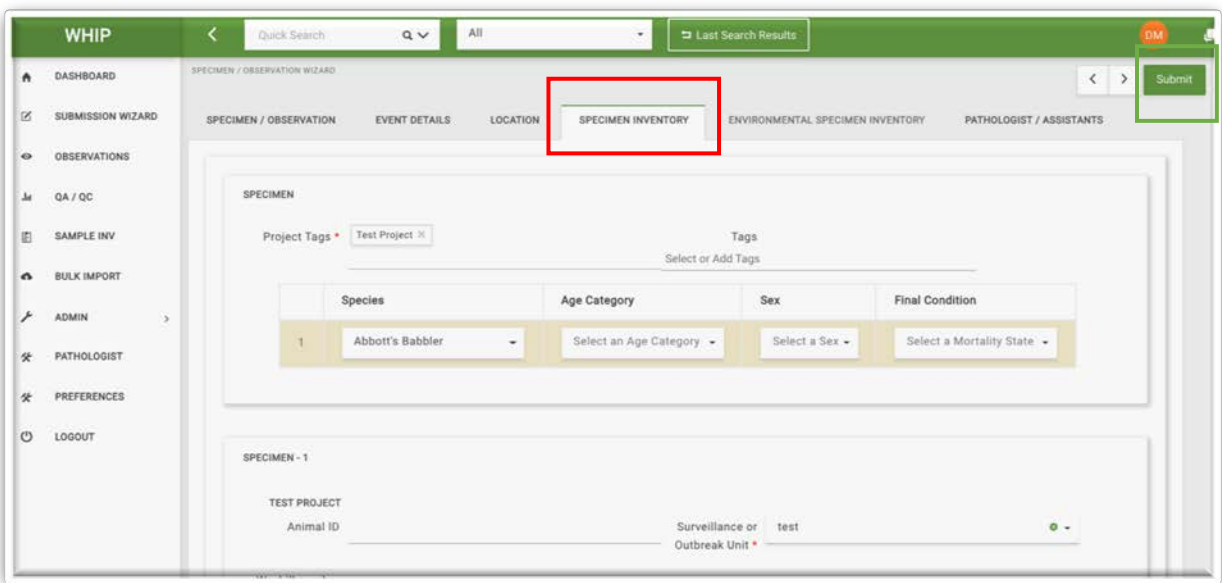 WHIP
Quick Search
All
Last Search Results
DM
DASHBOARD
SUBMISSION WIZARD
OBSERVATIONS
QA / QC
SAMPLE INV
BULK IMPORT
ADMIN
PATHOLOGIST
PREFERENCES
LOGOUT
SPECIMEN / OBSERVATION WIZARD
Submit
SPECIMEN / OBSERVATION EVENT DETAILS LOCATION SPECIMEN INVENTORY ENVIRONMENTAL SPECIMEN INVENTORY PATHOLOGIST / ASSISTANTS
SPECIMEN
Project Tags * Test Project × Tags
Select or Add Tags
Species Age Category Sex Final Condition
1 Abbott's Babbler Select an Age Category Select a Sex Select a Mortality State
SPECIMEN - 1
TEST PROJECT
Animal ID Surveillance or test
Outbreak Unit *